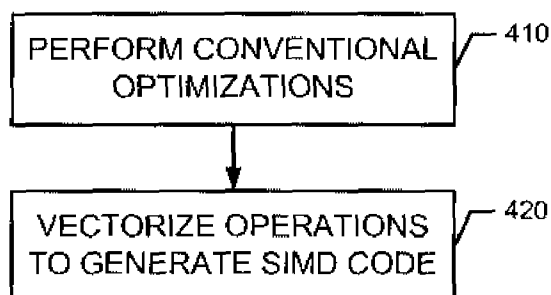 PERFORM CONVENTIONAL
OPTIMIZATIONS
410
VECTORIZE OPERATIONS
TO GENERATE SIMD CODE
420